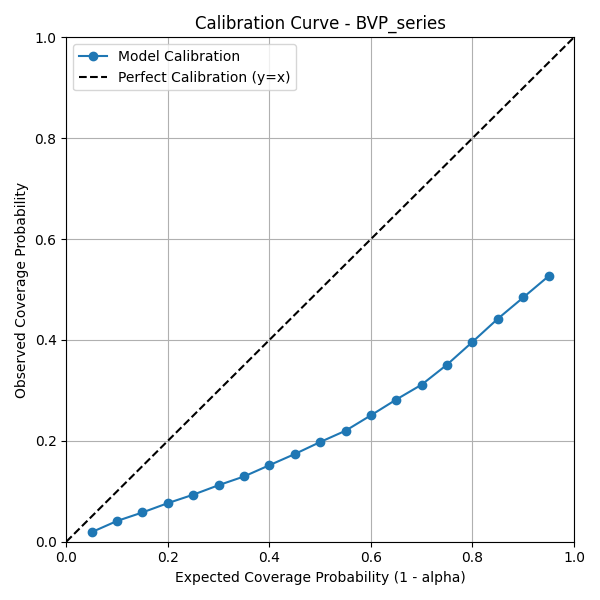 Calibration Curve - BVP_series
Model Calibration
Perfect Calibration (y=x)
1.0
0.8
0.6
0.4
0.2
0.0
Observed Coverage Probability
0.0 0.2 0.4 0.6 0.8 1.0
Expected Coverage Probability (1 - alpha)